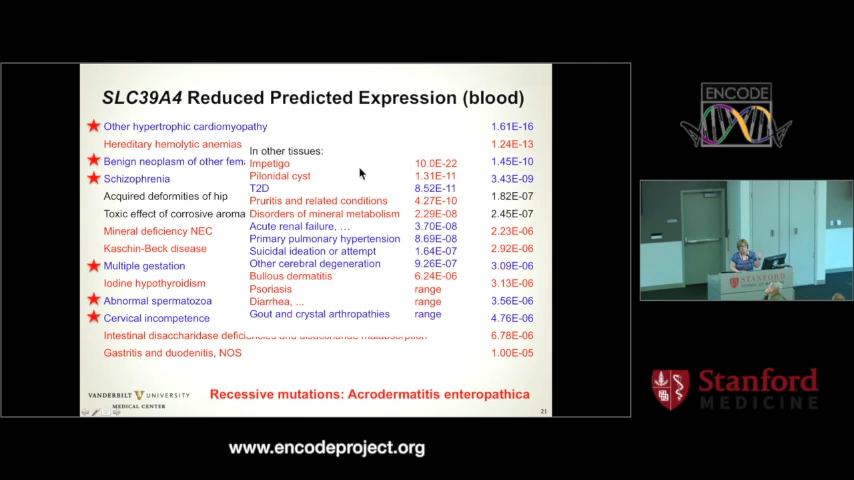 SLC39A4 Reduced Predicted Expression (blood)
Other hypertrophic cardiomyopathy 1.61E-16
Hereditary hemolytic anemias 1.24E-13
Benign neoplasm of other fem 1.45E-10
Schizophrenia 3.43E-09
Acquired deformities of hip 1.82E-07
Toxic effect of corrosive aroma 2.45E-07
Mineral deficiency NEC 2.23E-06
Kaschin-Beck disease 2.92E-06
Multiple gestation 3.09E-06
Iodine hypothyroidism 3.13E-06
Abnormal spermatozoa 3.56E-06
Cervical incompetence 4.76E-06
Intestinal disaccharidase deficiencies and disaccharide malabsorption 6.78E-06
Gastritis and duodenitis, NOS 1.00E-05
In other tissues:
Impetigo 10.0E-22
Pilonidal cyst 1.31E-11
T2D 8.52E-11
Pruritis and related conditions 4.27E-10
Disorders of mineral metabolism 2.29E-08
Acute renal failure, ... 3.70E-08
Primary pulmonary hypertension 8.69E-08
Suicidal ideation or attempt 1.64E-07
Other cerebral degeneration 9.26E-07
Bullous dermatitis 6.24E-06
Psoriasis range
Diarrhea, ... range
Gout and crystal arthropathies range
Recessive mutations: Acrodermatitis enteropathica
VANDERBILT UNIVERSITY
MEDICAL CENTER
21
ENCODE
STANFORD
Stanford
MEDICINE
www.encodeproject.org